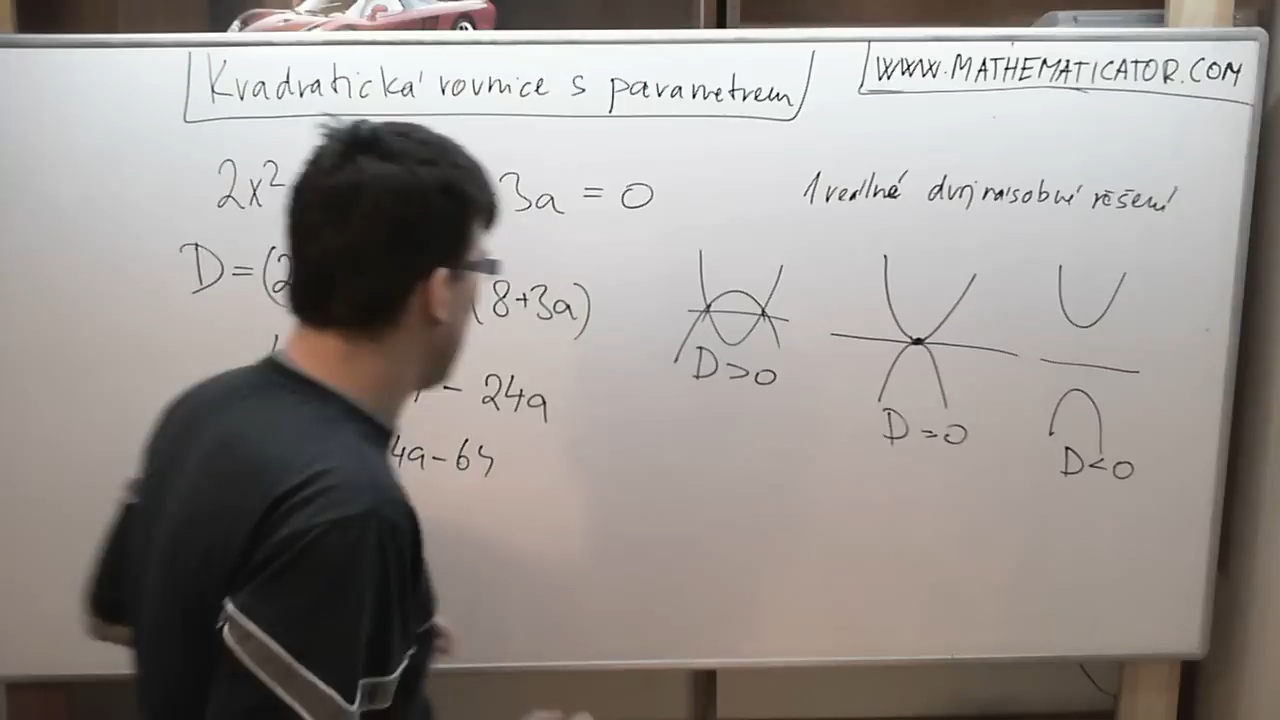 Kvadratická rovnice s parametrem
WWW.MATHEMATICATOR.COM
2x² 3a = 0
1 reálné dvojnásobné řešení
D=(2 (8+3a)
- 24a
4a-64
D>0
D=0
D<0